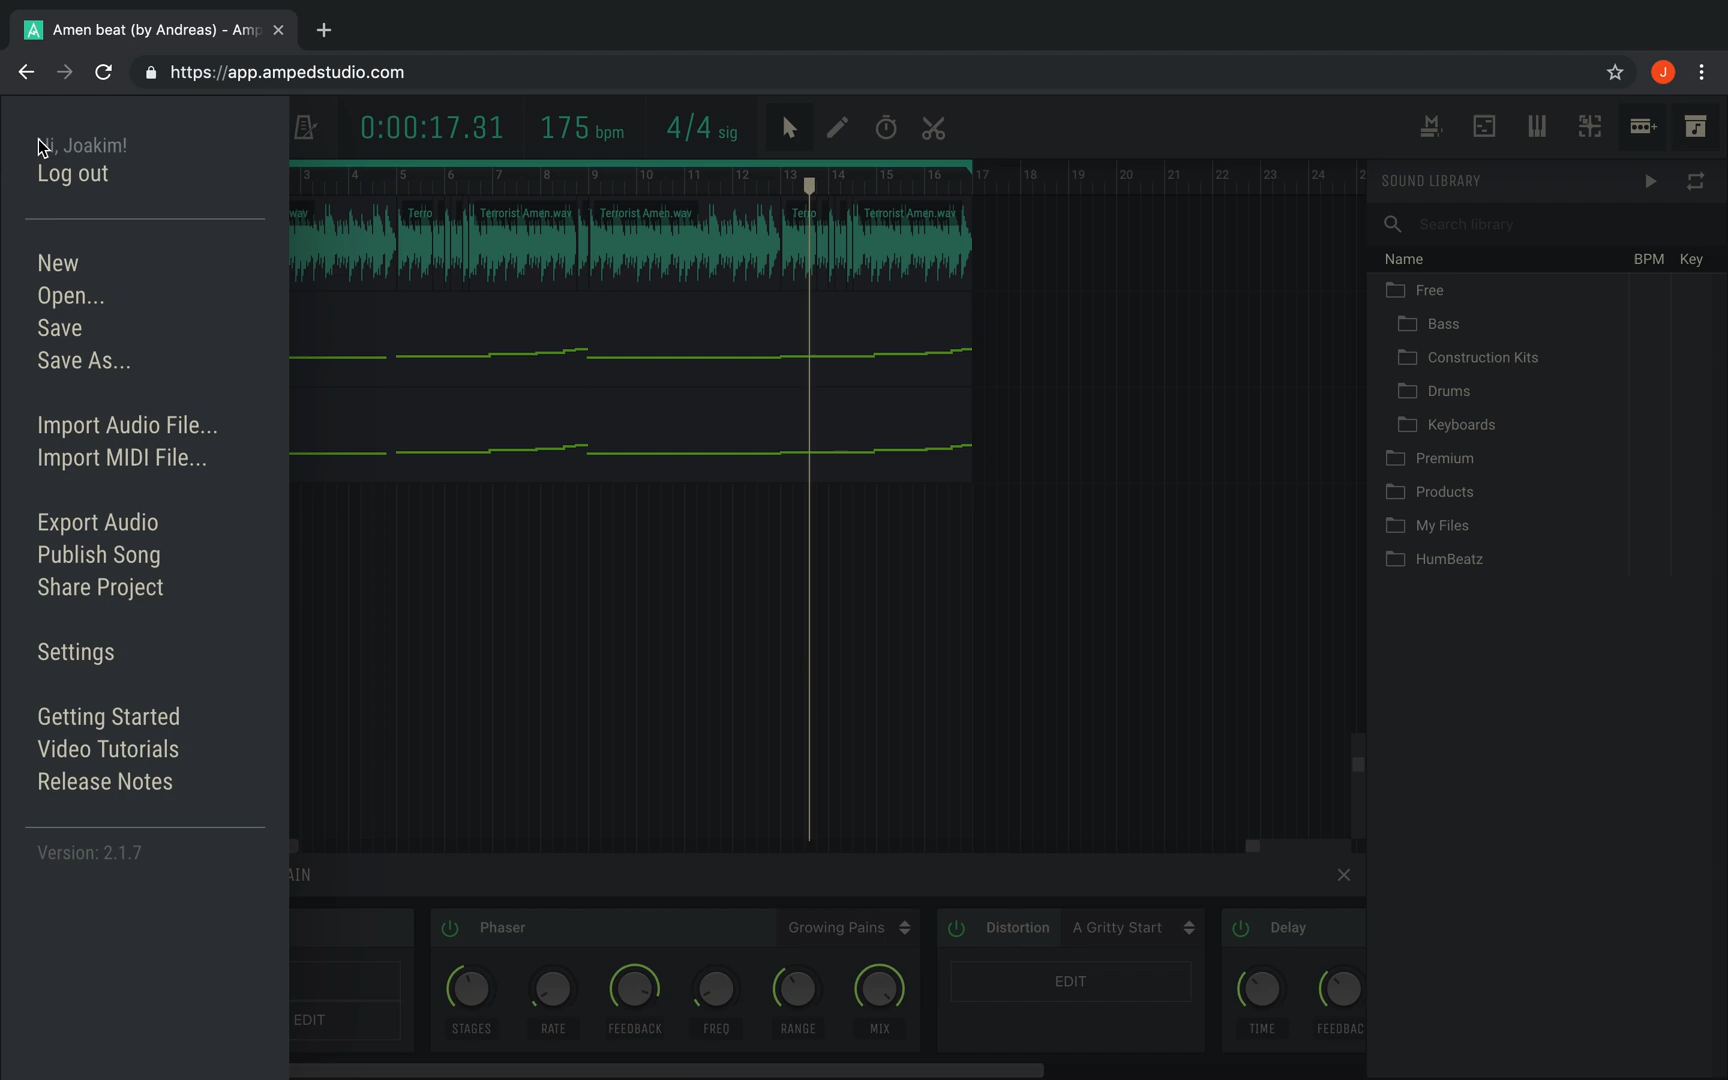 Amen beat (by Andreas) - Amp
https://app.ampedstudio.com
Hi, Joakim!
Log out
New
Open...
Save
Save As...
Import Audio File...
Import MIDI File...
Export Audio
Publish Song
Share Project
Settings
Getting Started
Video Tutorials
Release Notes
Version: 2.1.7
0:00:17.31 175 bpm 4/4 sig
3 4 5 6 7 8 9 10 11 12 13 14 15 16 17 18 19 20 21 22 23 24 2
wav Terro Terrorist Amen.wav Terrorist Amen.wav Terro Terrorist Amen.wav
SOUND LIBRARY
Search library
Name BPM Key
Free
Bass
Construction Kits
Drums
Keyboards
Premium
Products
My Files
HumBeatz
AIN
EDIT
Phaser Growing Pains
STAGES RATE FEEDBACK FREQ RANGE MIX
Distortion A Gritty Start
EDIT
Delay
TIME FEEDBAC
J